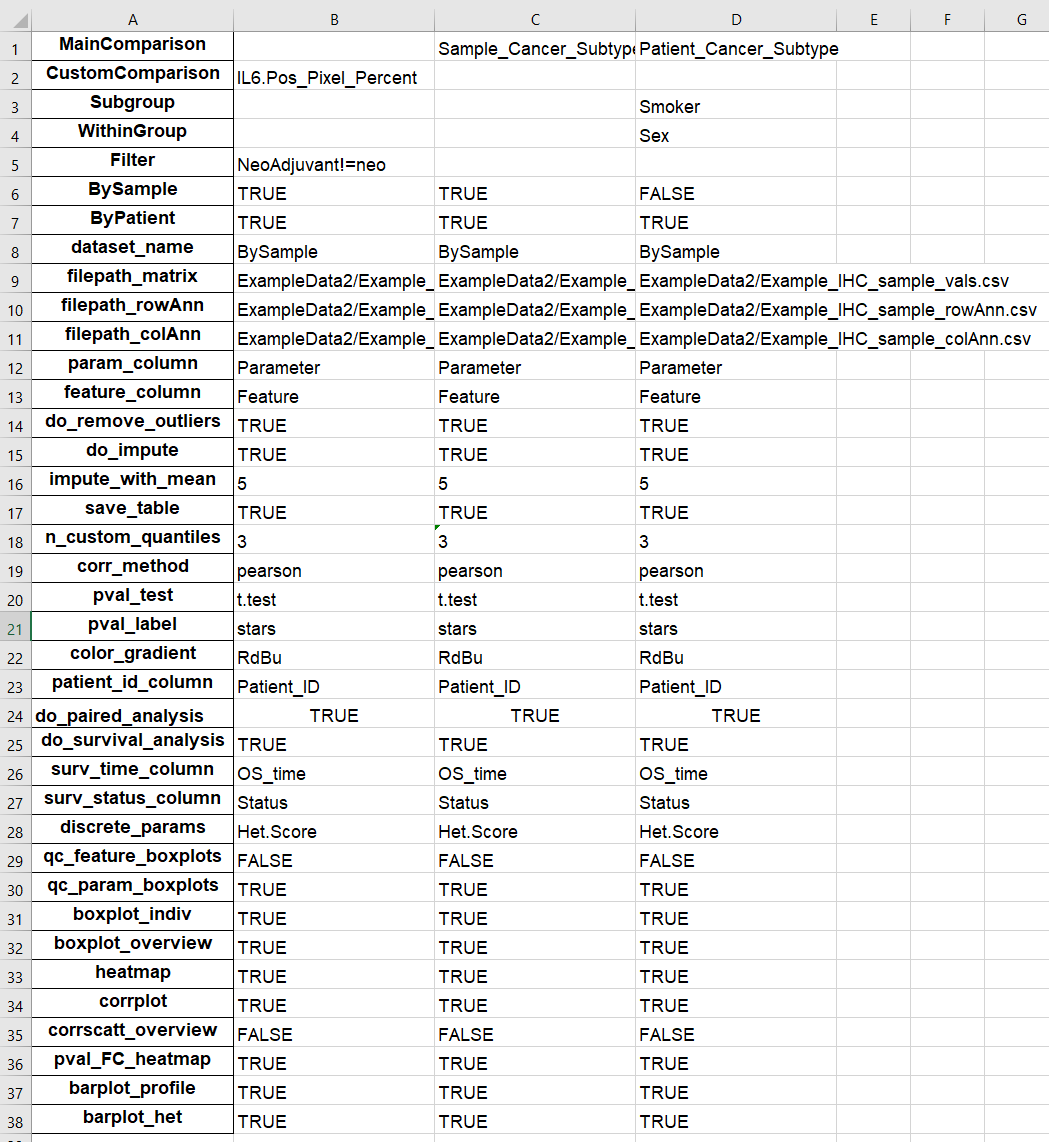 A B C D E F G
1 MainComparison Sample_Cancer_Subtype Patient_Cancer_Subtype
2 CustomComparison IL6.Pos_Pixel_Percent
3 Subgroup Smoker
4 WithinGroup Sex
5 Filter NeoAdjuvant!=neo
6 BySample TRUE TRUE FALSE
7 ByPatient TRUE TRUE TRUE
8 dataset_name BySample BySample BySample
9 filepath_matrix ExampleData2/Example_ ExampleData2/Example_ ExampleData2/Example_IHC_sample_vals.csv
10 filepath_rowAnn ExampleData2/Example_ ExampleData2/Example_ ExampleData2/Example_IHC_sample_rowAnn.csv
11 filepath_colAnn ExampleData2/Example_ ExampleData2/Example_ ExampleData2/Example_IHC_sample_colAnn.csv
12 param_column Parameter Parameter Parameter
13 feature_column Feature Feature Feature
14 do_remove_outliers TRUE TRUE TRUE
15 do_impute TRUE TRUE TRUE
16 impute_with_mean 5 5 5
17 save_table TRUE TRUE TRUE
18 n_custom_quantiles 3 3 3
19 corr_method pearson pearson pearson
20 pval_test t.test t.test t.test
21 pval_label stars stars stars
22 color_gradient RdBu RdBu RdBu
23 patient_id_column Patient_ID Patient_ID Patient_ID
24 do_paired_analysis TRUE TRUE TRUE
25 do_survival_analysis TRUE TRUE TRUE
26 surv_time_column OS_time OS_time OS_time
27 surv_status_column Status Status Status
28 discrete_params Het.Score Het.Score Het.Score
29 qc_feature_boxplots FALSE FALSE FALSE
30 qc_param_boxplots TRUE TRUE TRUE
31 boxplot_indiv TRUE TRUE TRUE
32 boxplot_overview TRUE TRUE TRUE
33 heatmap TRUE TRUE TRUE
34 corrplot TRUE TRUE TRUE
35 corrscatt_overview FALSE FALSE FALSE
36 pval_FC_heatmap TRUE TRUE TRUE
37 barplot_profile TRUE TRUE TRUE
38 barplot_het TRUE TRUE TRUE